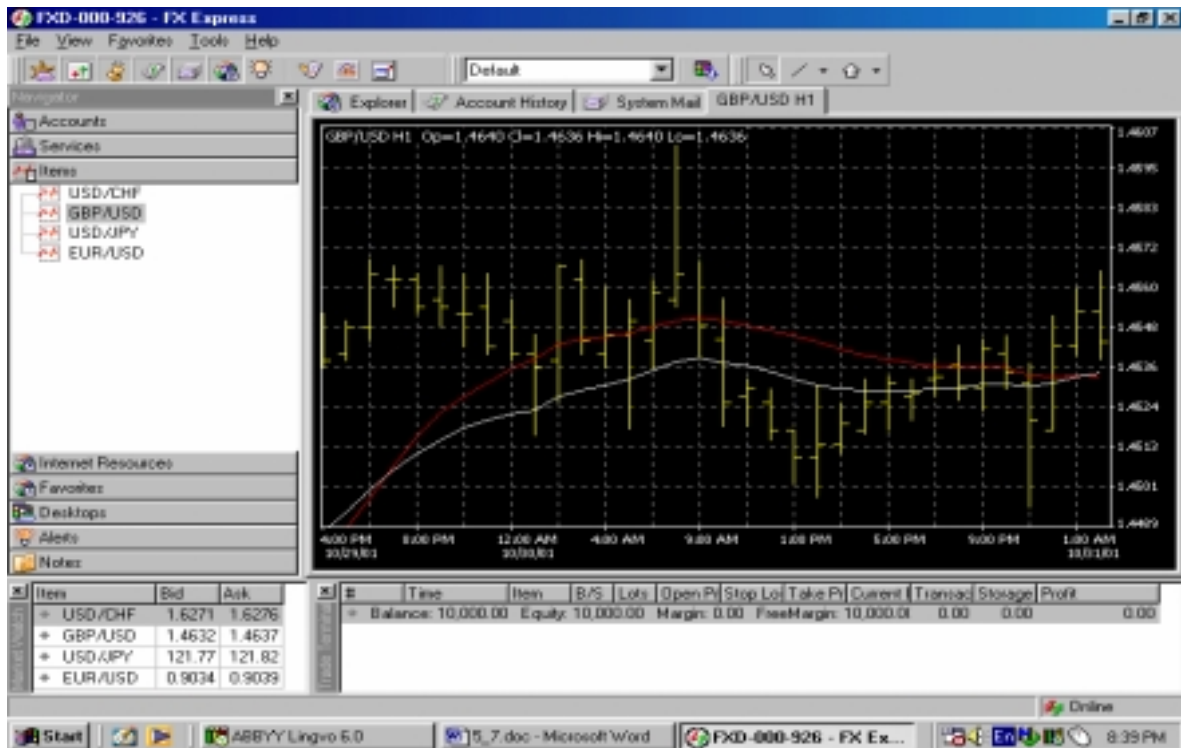 FXD-000-926 - FX Express
File View Favorites Tools Help
Default
Navigator
Accounts
Services
Items
USD/CHF
GBP/USD
USD/JPY
EUR/USD
Internet Resources
Favorites
Desktops
Alerts
Notes
Explorer Account History System Mail GBP/USD H1
GBP/USD H1 Op=1.4640 Cl=1.4636 Hi=1.4640 Lo=1.4636
1.4607
1.4595
1.4583
1.4572
1.4560
1.4548
1.4536
1.4524
1.4512
1.4501
1.4489
4:00 PM 8:00 PM 12:00 AM 4:00 AM 9:00 AM 1:00 PM 5:00 PM 9:00 PM 1:00 AM
10/29/01 10/30/01 10/31/01
Item Bid Ask
USD/CHF 1.6271 1.6276
GBP/USD 1.4632 1.4637
USD/JPY 121.77 121.82
EUR/USD 0.9034 0.9039
# Time Item B/S Lots Open P Stop Lo Take P Current Transac Storage Profit
Balance: 10,000.00 Equity: 10,000.00 Margin: 0.00 FreeMargin: 10,000.0 0.00 0.00 0.00
Online
Start ABBYY Lingvo 6.0 5_7.doc - Microsoft Word FXD-000-926 - FX Ex... En 8:39 PM